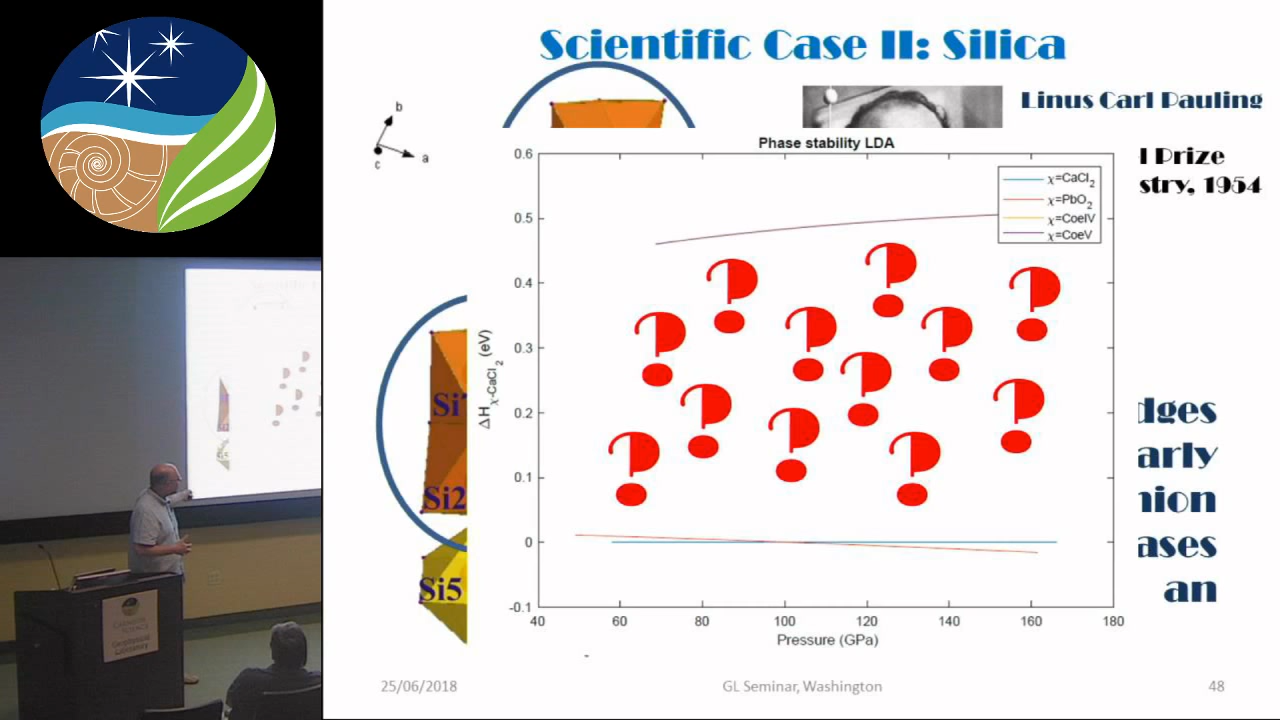 Scientific Case II: Silica
Linus Carl Pauling
l Prize
stry, 1954
b
a
c
Phase stability LDA
χ=CaCl2
χ=PbO2
χ=CoeIV
χ=CoeV
0.6
0.5
0.4
0.3
0.2
0.1
0
-0.1
ΔHχ-CaCl2 (eV)
40 60 80 100 120 140 160 180
Pressure (GPa)
? ? ? ? ? ? ? ? ? ? ? ?
Si
Si2
Si5
dges
arly
nion
ases
an
25/06/2018
GL Seminar, Washington
48
Geophysical
Laboratory